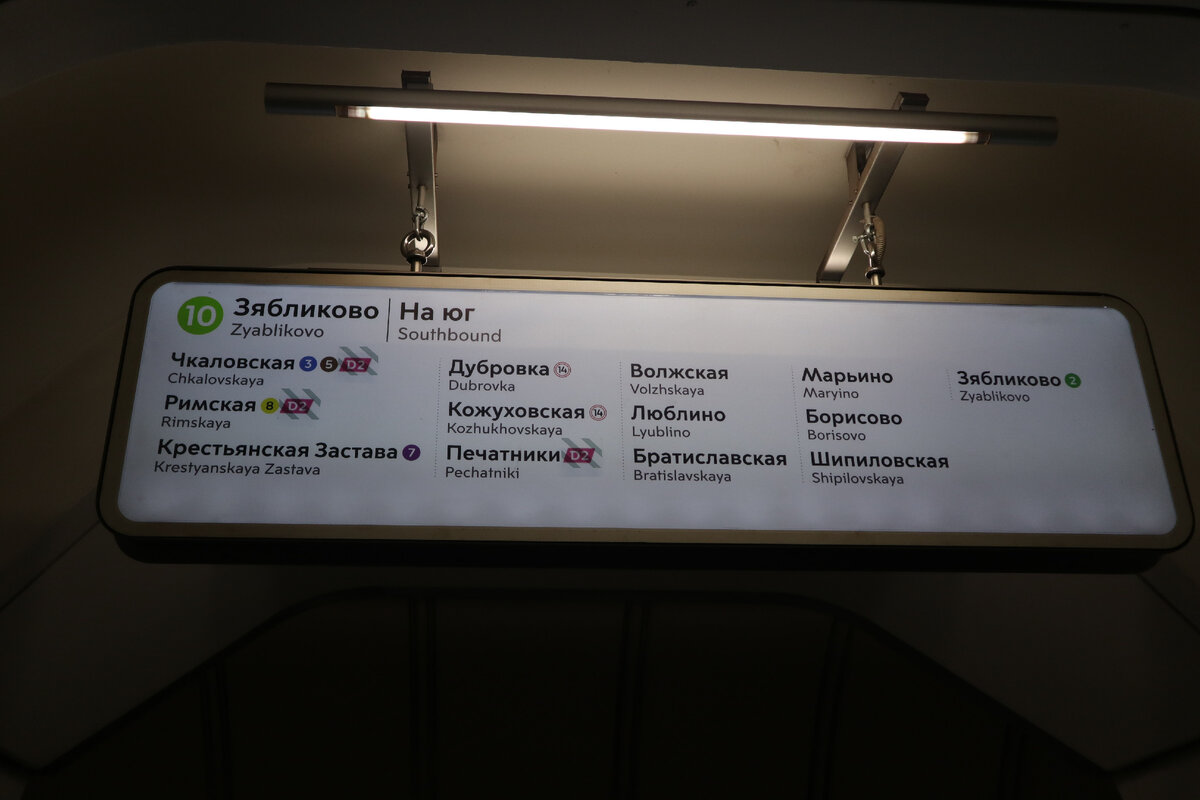 10 Зябликово | На юг
Zyablikovo Southbound
Чкаловская 3 5 D2
Chkalovskaya
Римская 8 D2
Rimskaya
Крестьянская Застава 7
Krestyanskaya Zastava
Дубровка 14
Dubrovka
Кожуховская 14
Kozhukhovskaya
Печатники D2
Pechatniki
Волжская
Volzhskaya
Люблино
Lyublino
Братиславская
Bratislavskaya
Марьино
Maryino
Борисово
Borisovo
Шипиловская
Shipilovskaya
Зябликово 2
Zyablikovo